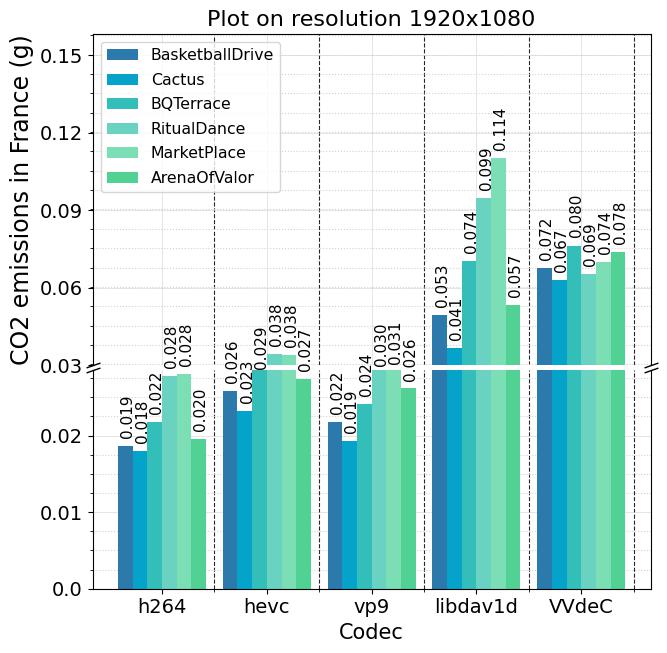 Plot on resolution 1920x1080
CO2 emissions in France (g)
0.15
0.12
0.09
0.06
0.03
0.02
0.01
0.0
BasketballDrive
Cactus
BQTerrace
RitualDance
MarketPlace
ArenaOfValor
0.019
0.018
0.022
0.028
0.028
0.020
0.026
0.023
0.029
0.038
0.038
0.027
0.022
0.019
0.024
0.030
0.031
0.026
0.053
0.041
0.074
0.099
0.114
0.057
0.072
0.067
0.080
0.069
0.074
0.078
h264
hevc
vp9
libdav1d
VVdeC
Codec